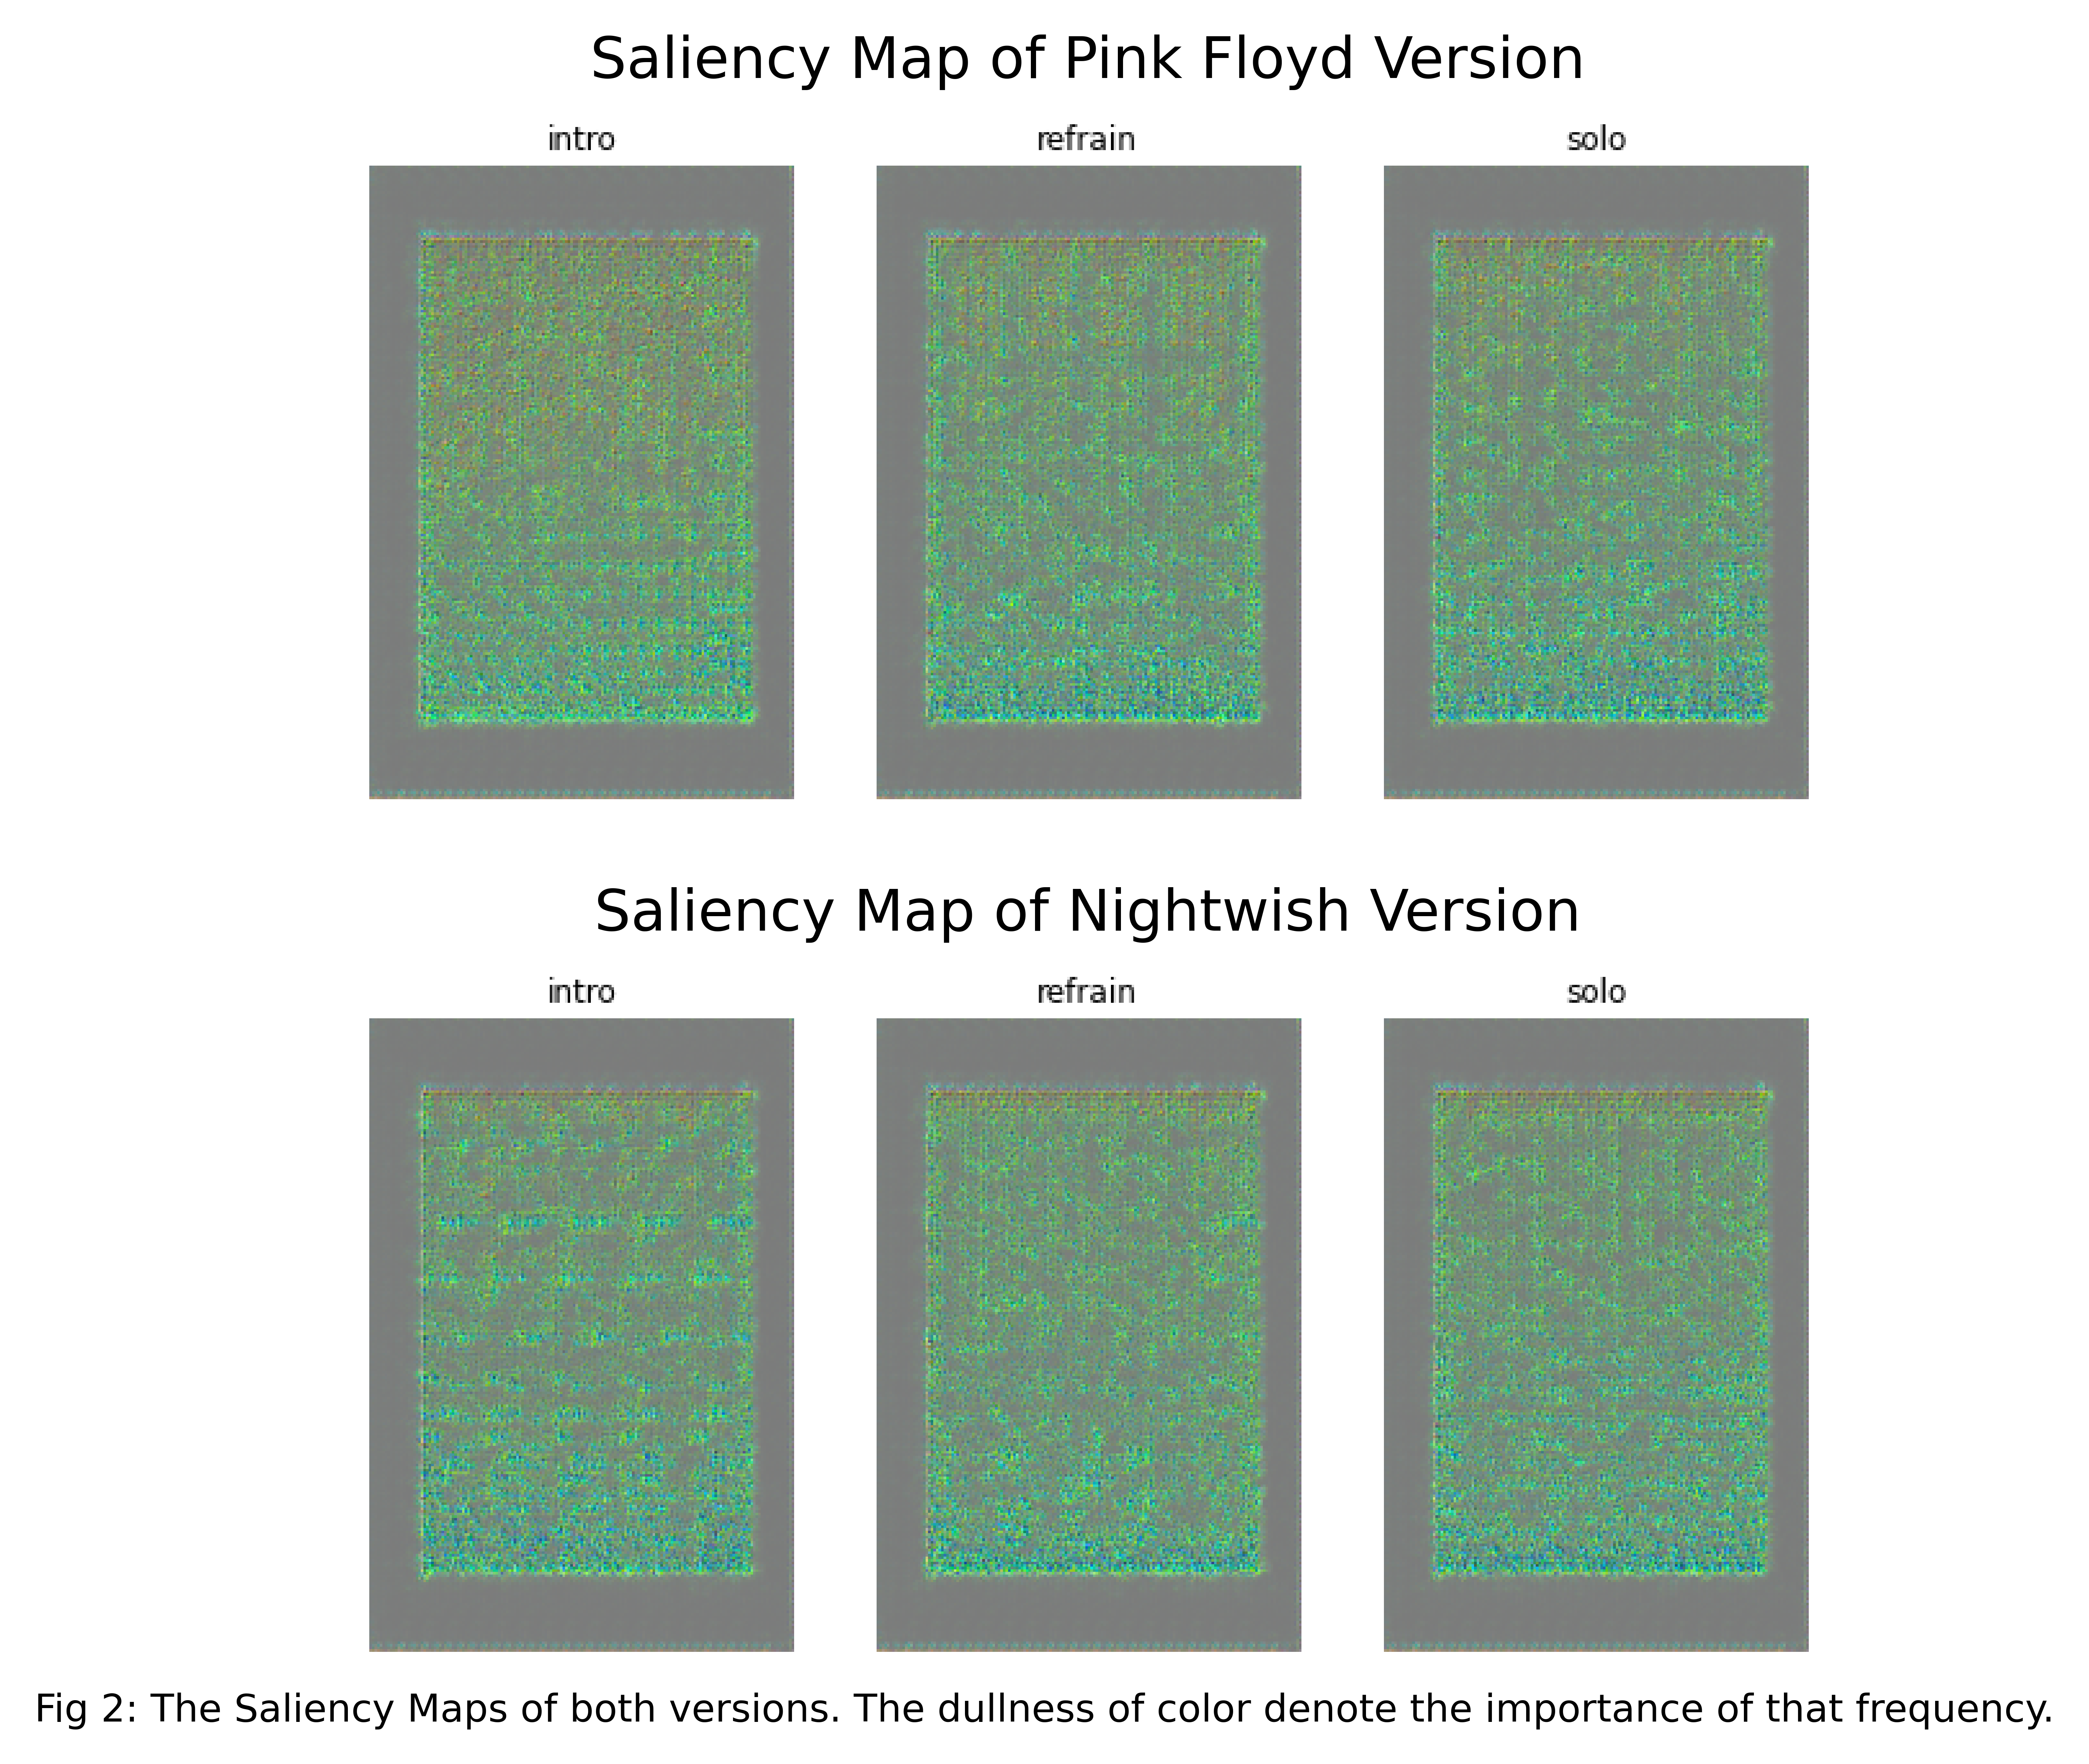 Saliency Map of Pink Floyd Version
intro refrain solo
Saliency Map of Nightwish Version
intro refrain solo
Fig 2: The Saliency Maps of both versions. The dullness of color denote the importance of that frequency.